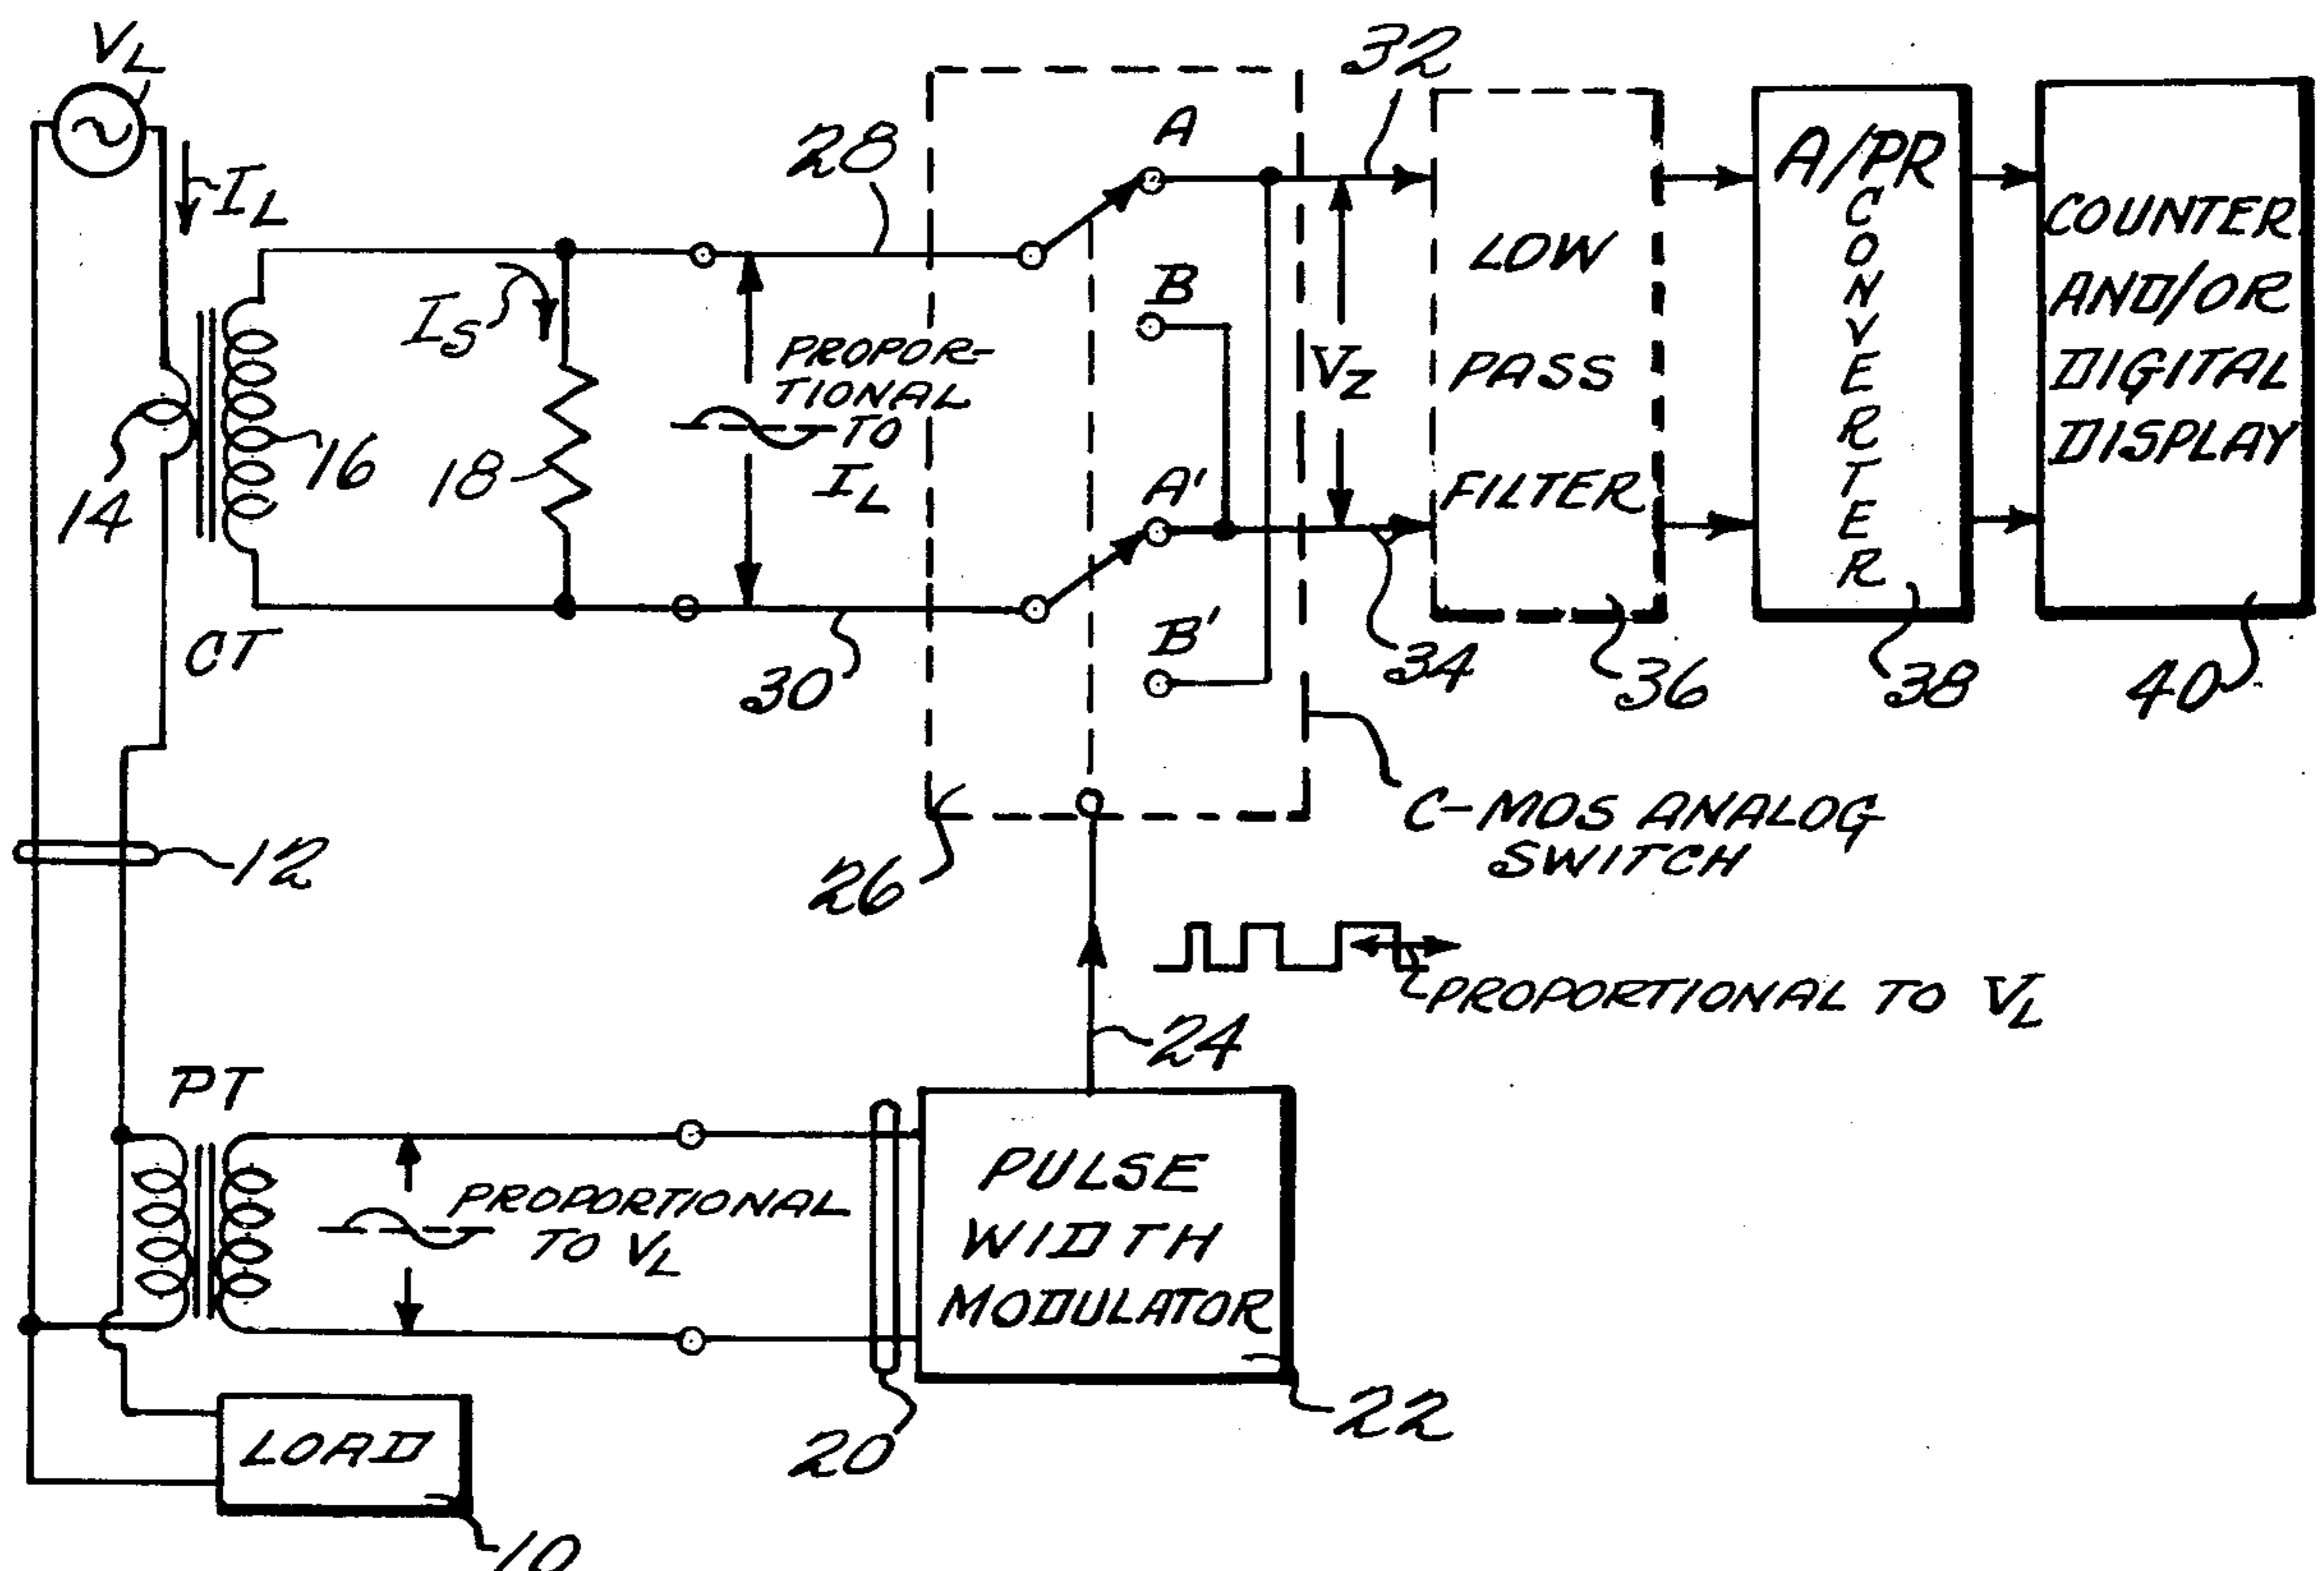 VL
IL
28
A
32
A/PR
CONVERTER
COUNTER
AND/OR
DIGITAL
DISPLAY
LOW
PASS
FILTER
IS
PROPOR-
TIONAL
TO
IL
B
VZ
14
16
18
A'
CT
30
B'
34
36
38
40
C-MOS ANALOG
SWITCH
12
26
PROPORTIONAL TO VL
24
PT
PROPORTIONAL
TO VL
PULSE
WIDTH
MODULATOR
20
22
LOAD
10